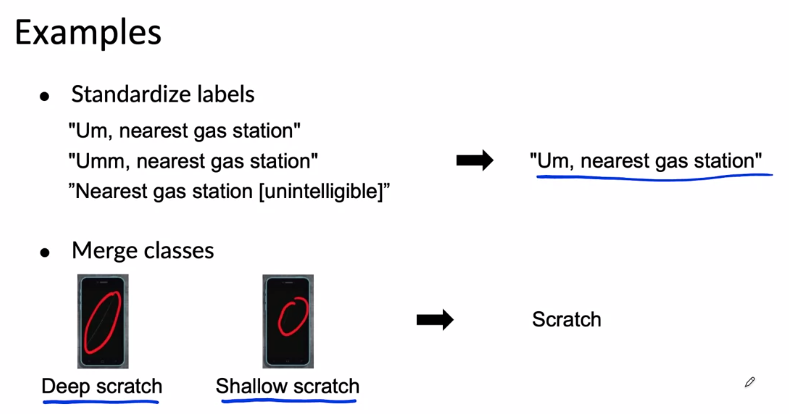 Examples
• Standardize labels
"Um, nearest gas station"
"Umm, nearest gas station"
"Um, nearest gas station"
”Nearest gas station [unintelligible]”
• Merge classes
Scratch
Deep scratch
Shallow scratch